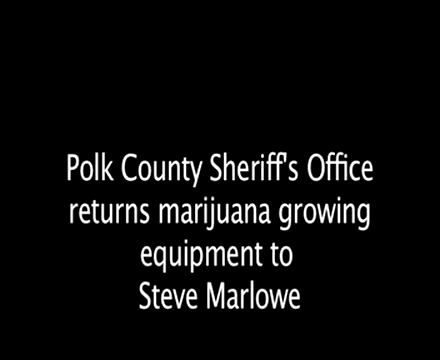 Polk County Sheriff's Office
returns marijuana growing
equipment to
Steve Marlowe